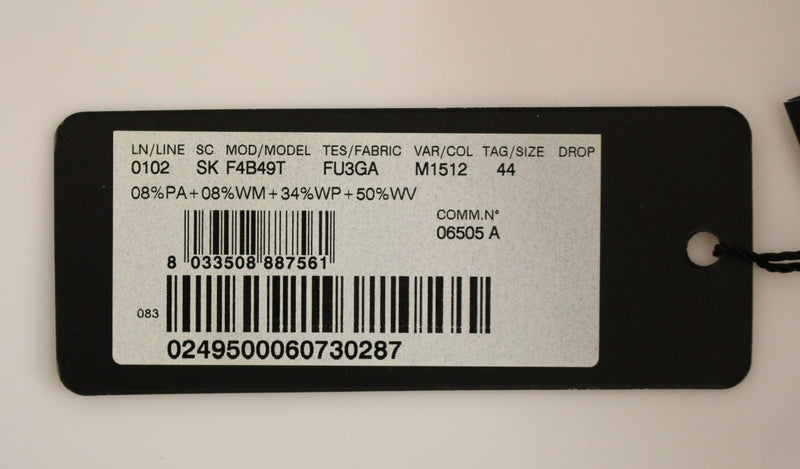 LN/LINE SC MOD/MODEL TES/FABRIC VAR/COL TAG/SIZE DROP
0102 SK F4B49T FU3GA M1512 44
08%PA+08%WM+34%WP+50%WV
COMM.N°
06505 A
8 033508 887561
083
0249500060730287